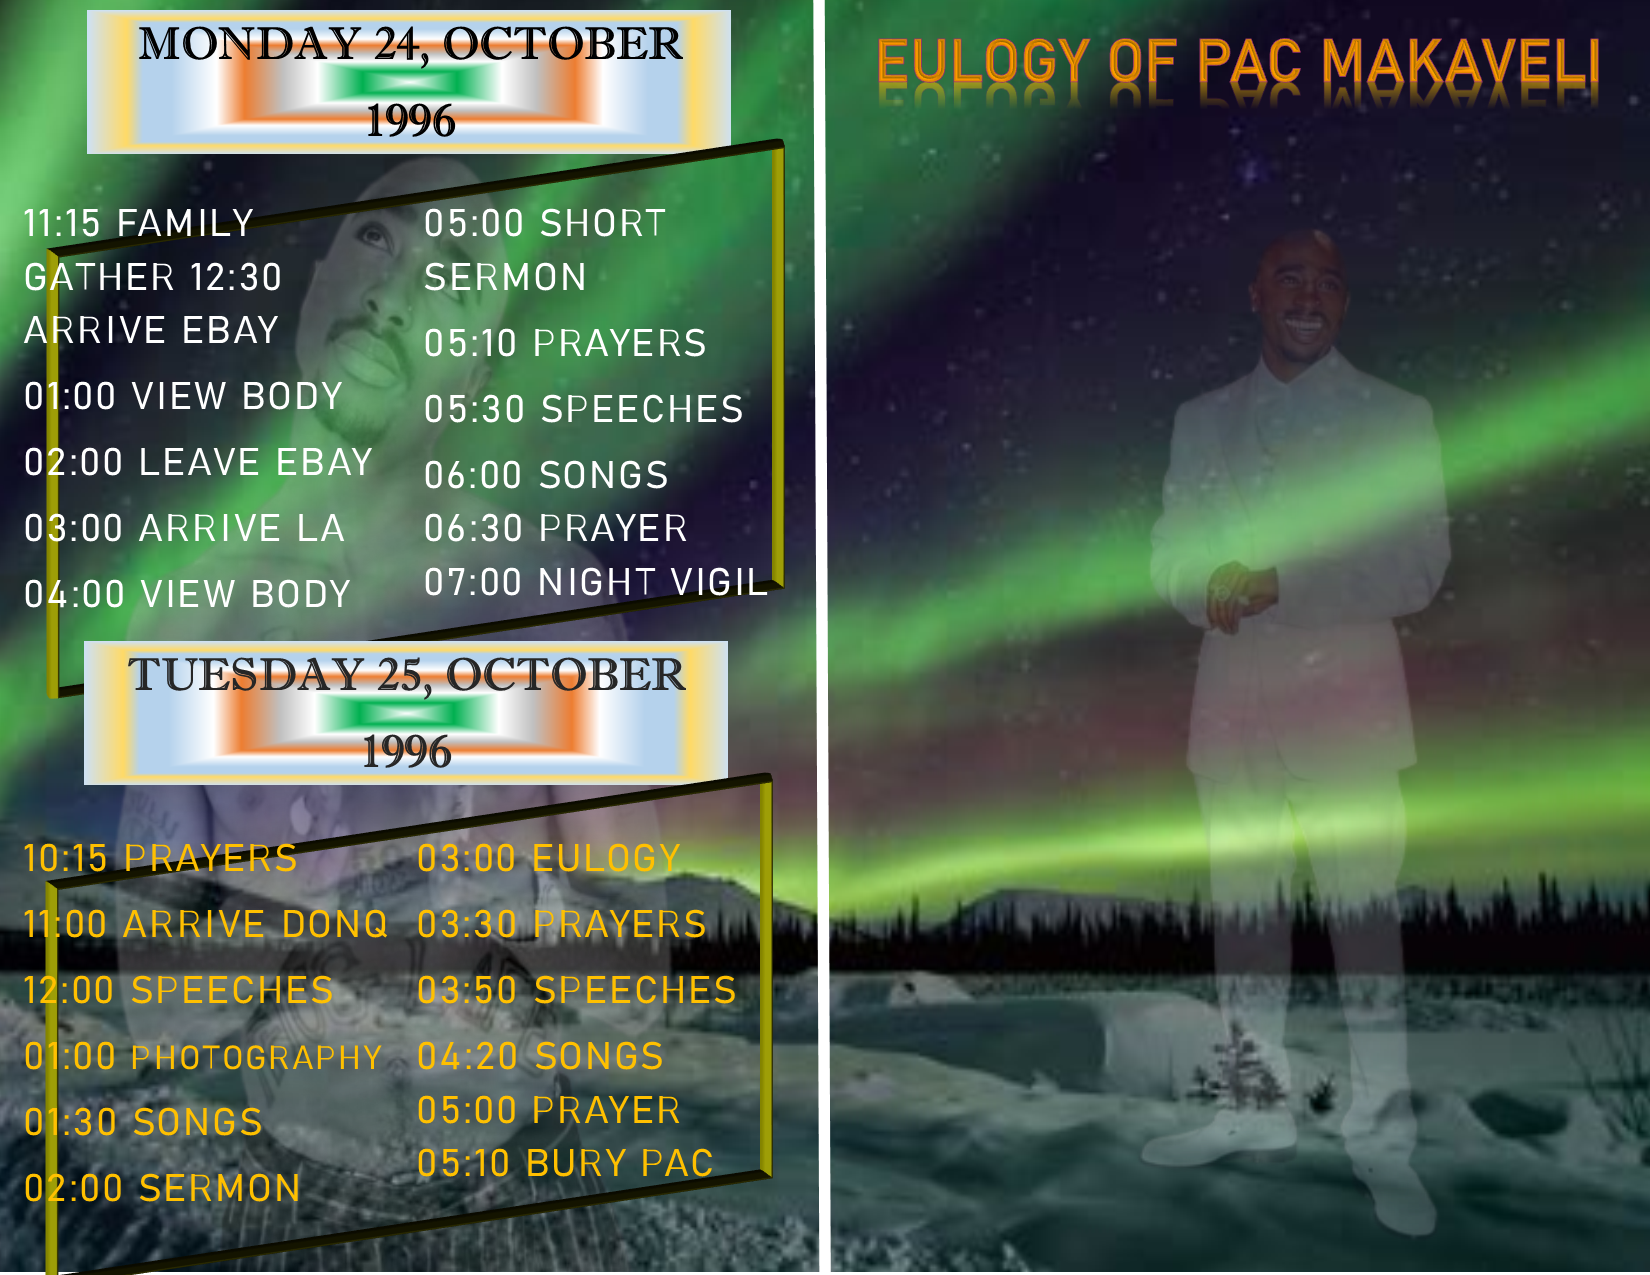 MONDAY 24, OCTOBER
1996
11:15 FAMILY
GATHER 12:30
ARRIVE EBAY
01:00 VIEW BODY
02:00 LEAVE EBAY
03:00 ARRIVE LA
04:00 VIEW BODY
05:00 SHORT
SERMON
05:10 PRAYERS
05:30 SPEECHES
06:00 SONGS
06:30 PRAYER
07:00 NIGHT VIGIL
TUESDAY 25, OCTOBER
1996
10:15 PRAYERS
11:00 ARRIVE DONQ
12:00 SPEECHES
01:00 PHOTOGRAPHY
01:30 SONGS
02:00 SERMON
03:00 EULOGY
03:30 PRAYERS
03:50 SPEECHES
04:20 SONGS
05:00 PRAYER
05:10 BURY PAC
EULOGY OF PAC MAKAVELI